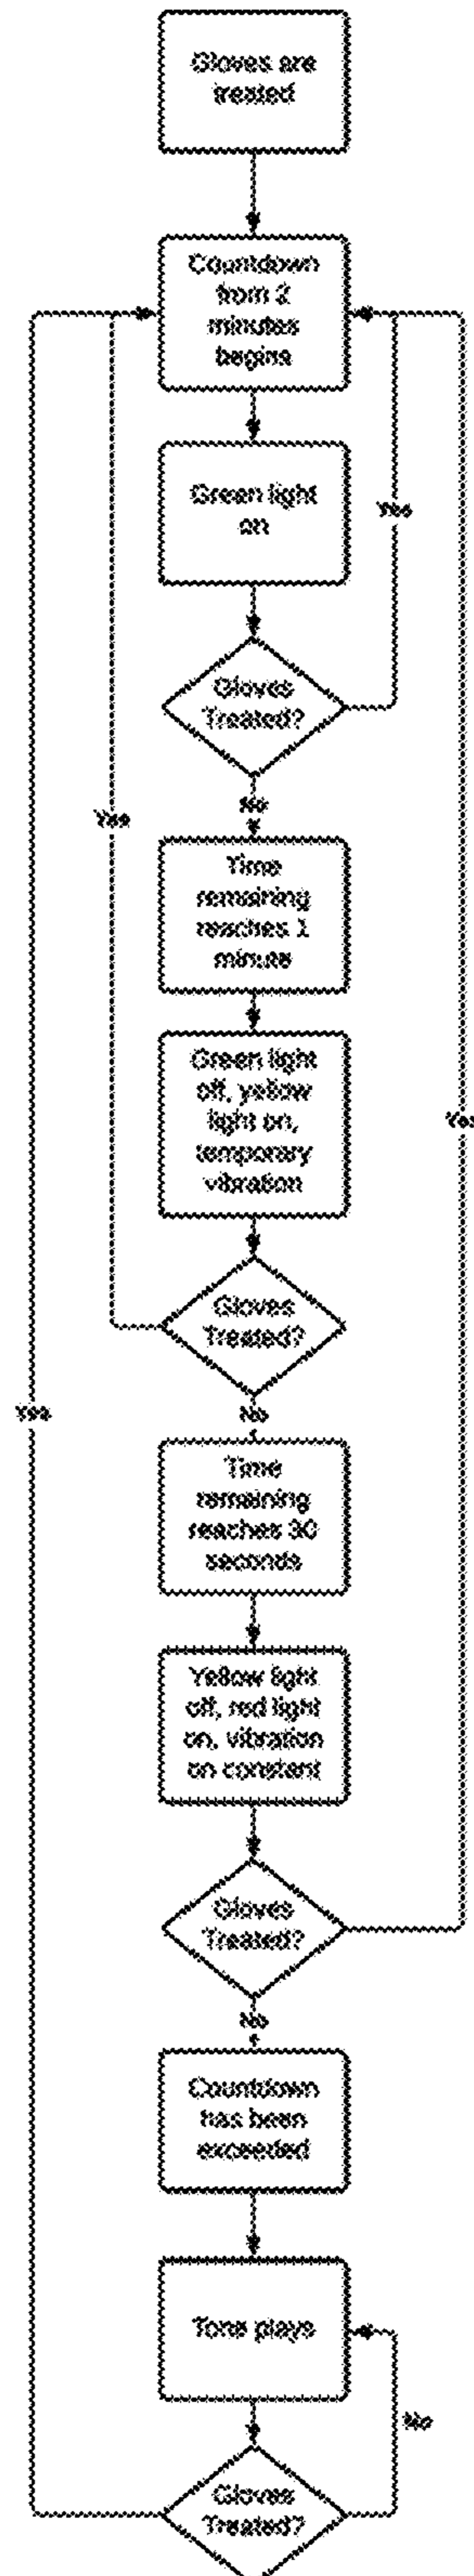 Gloves are
treated
Countdown
from 2
minutes
begins
Green light
on
Yes
Gloves
Treated?
No
Yes
Time
remaining
reaches 1
minute
Green light
off, yellow
light on,
temporary
vibration
Yes
Gloves
Treated?
No
Yes
Time
remaining
reaches 30
seconds
Yellow light
off, red light
on, vibration
on constant
Gloves
Treated?
No
Countdown
has been
exceeded
Tone plays
No
Gloves
Treated?